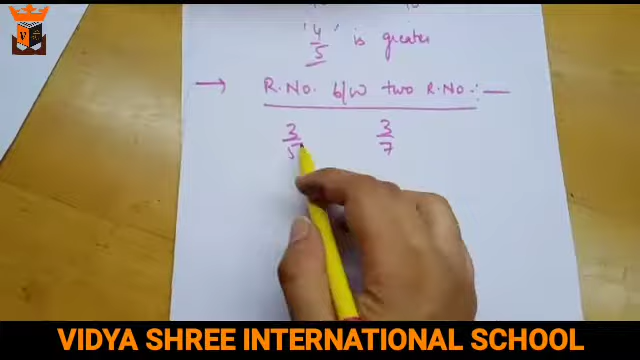 '4/5' is greater
→ R.No. b/w two R.No.:—
3/5 3/7
VIDYA SHREE INTERNATIONAL SCHOOL